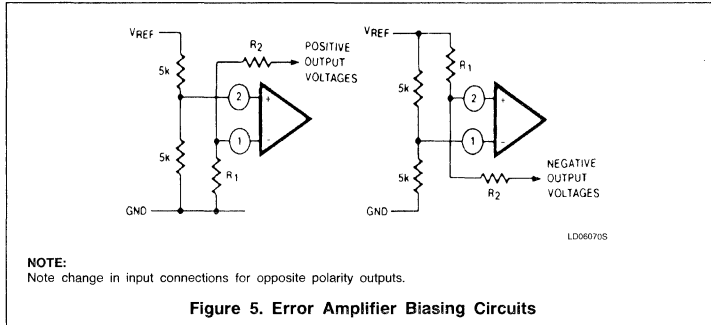 VREF
R2
POSITIVE
OUTPUT
VOLTAGES
5k
2
+
1
−
5k
R1
GND
VREF
R1
5k
2
+
1
−
5k
R2
NEGATIVE
OUTPUT
VOLTAGES
GND
LD06070S
NOTE:
Note change in input connections for opposite polarity outputs.
Figure 5. Error Amplifier Biasing Circuits